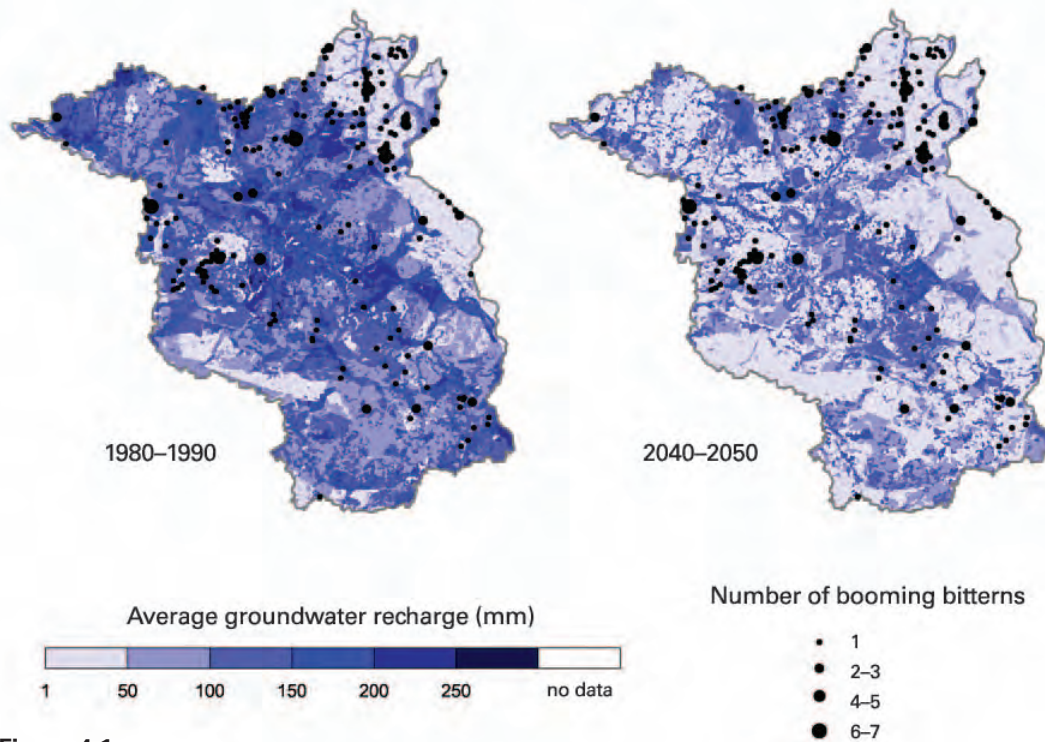 1980–1990
2040–2050
Average groundwater recharge (mm)
1 50 100 150 200 250 no data
Number of booming bitterns
1
2–3
4–5
6–7